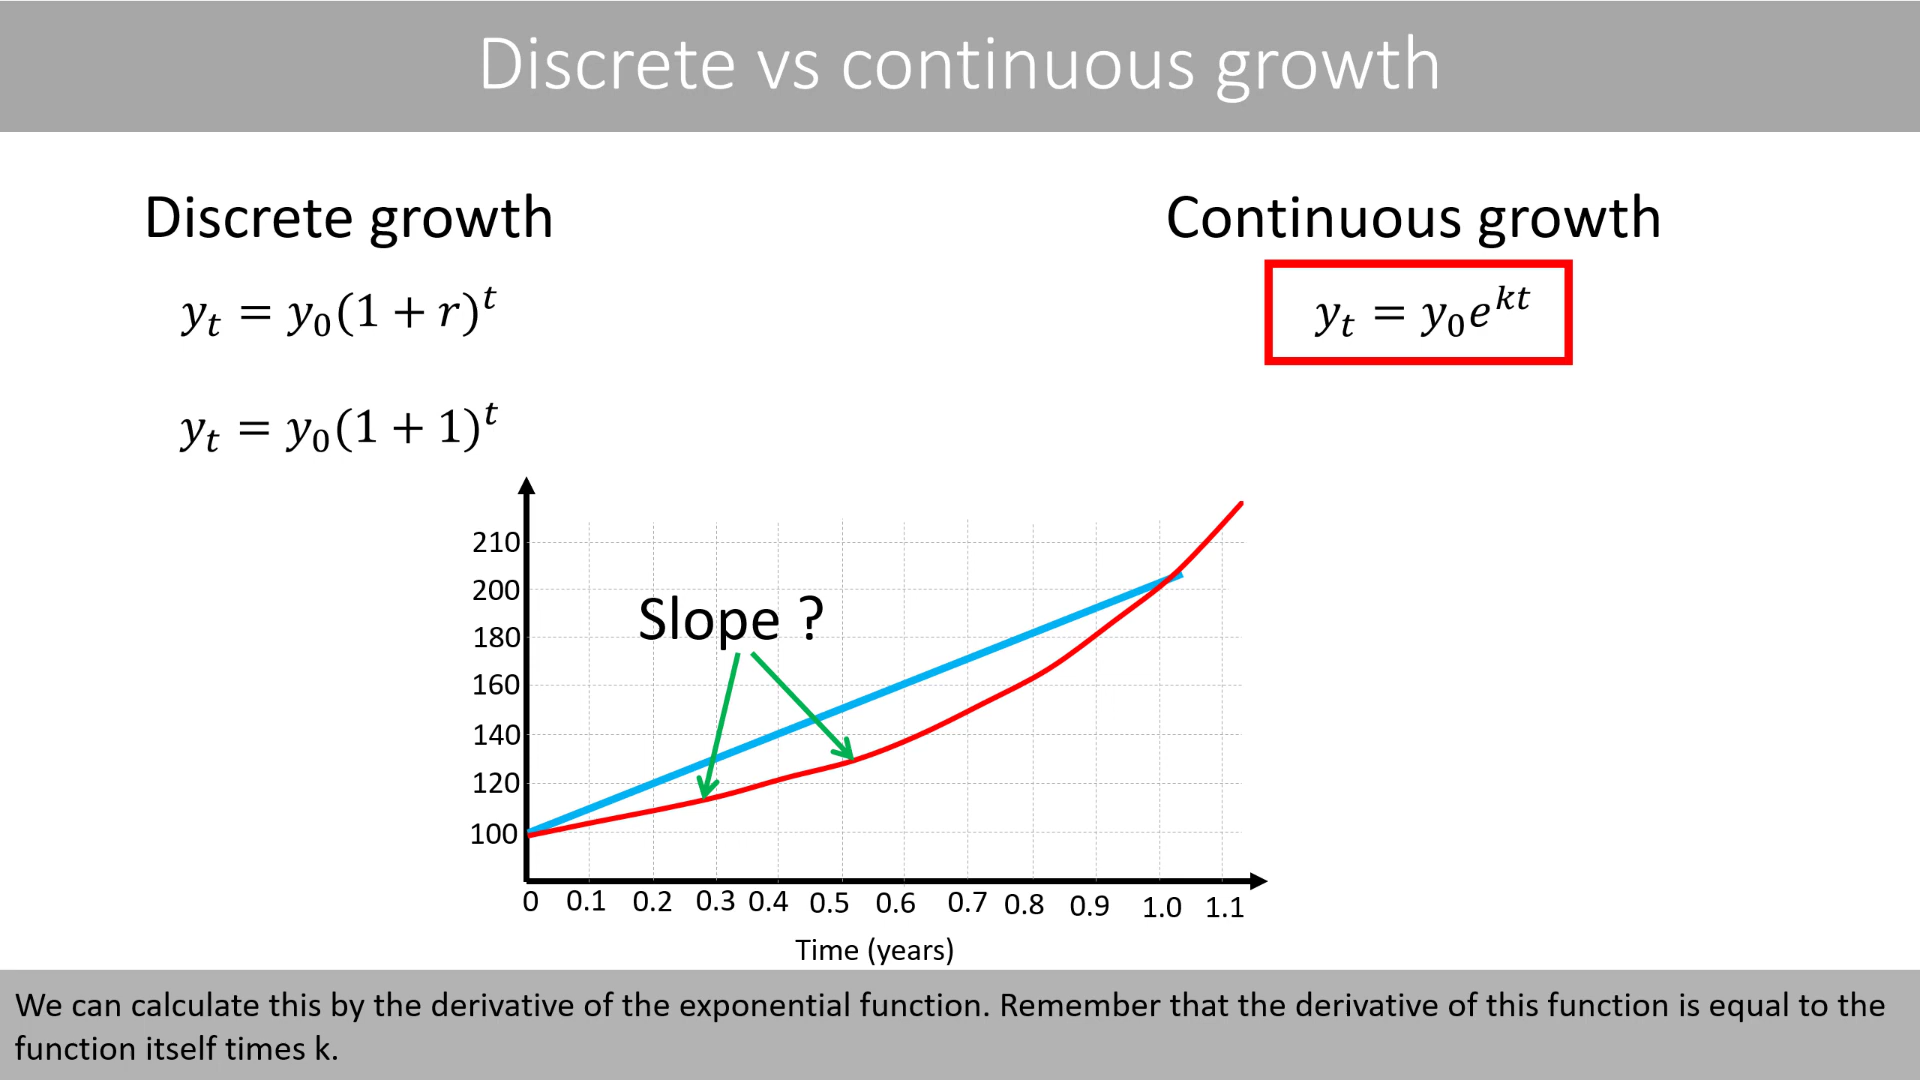 Discrete vs continuous growth
Discrete growth
Continuous growth
y_t = y_0(1 + r)^t
y_t = y_0e^{kt}
y_t = y_0(1 + 1)^t
210
200
Slope ?
180
160
140
120
100
0 0.1 0.2 0.3 0.4 0.5 0.6 0.7 0.8 0.9 1.0 1.1
Time (years)
We can calculate this by the derivative of the exponential function. Remember that the derivative of this function is equal to the
function itself times k.